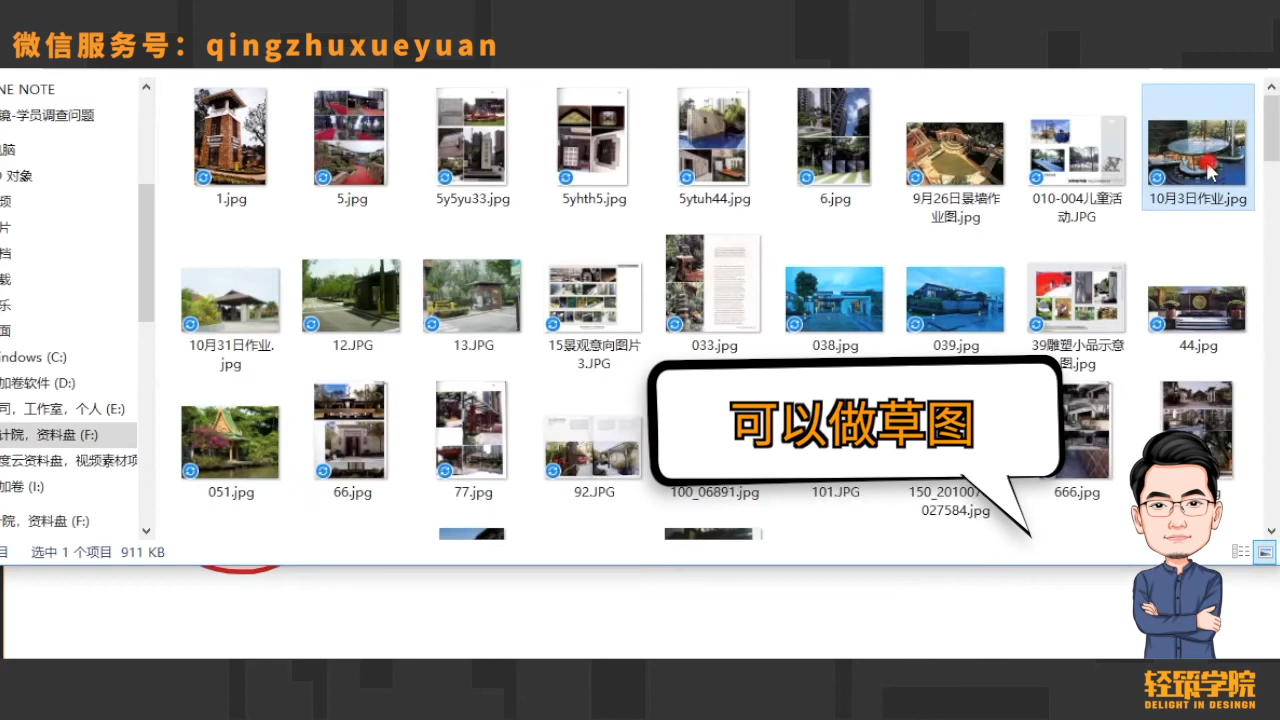 微信服务号：qingzhuxueyuan
NE NOTE
镜-学员调查问题
电脑
D 对象
频
片
档
载
乐
面
indows (C:)
加卷软件 (D:)
司，工作室，个人 (E:)
计院，资料盘 (F:)
度云资料盘，视频素材项
加卷 (I:)
院，资料盘 (F:)
1.jpg
5.jpg
5y5yu33.jpg
5yhth5.jpg
5ytuh44.jpg
6.jpg
9月26日景墙作
业图.jpg
010-004儿童活
动.JPG
10月3日作业.jpg
10月31日作业.
jpg
12.JPG
13.JPG
15景观意向图片
3.JPG
033.jpg
038.jpg
039.jpg
39雕塑小品示意
图.jpg
44.jpg
可以做草图
051.jpg
66.jpg
77.jpg
92.JPG
100_06891.jpg
101.JPG
150_20100
027584.jpg
666.jpg
目 选中 1 个项目 911 KB
轻筑学院
DELIGHT IN DESINGN